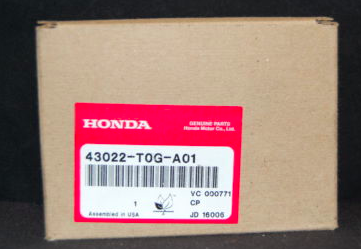 HONDA
GENUINE PARTS
Honda Motor Co., Ltd.
43022-T0G-A01
VC 000771
1 CP
Assembled in USA JD 16006